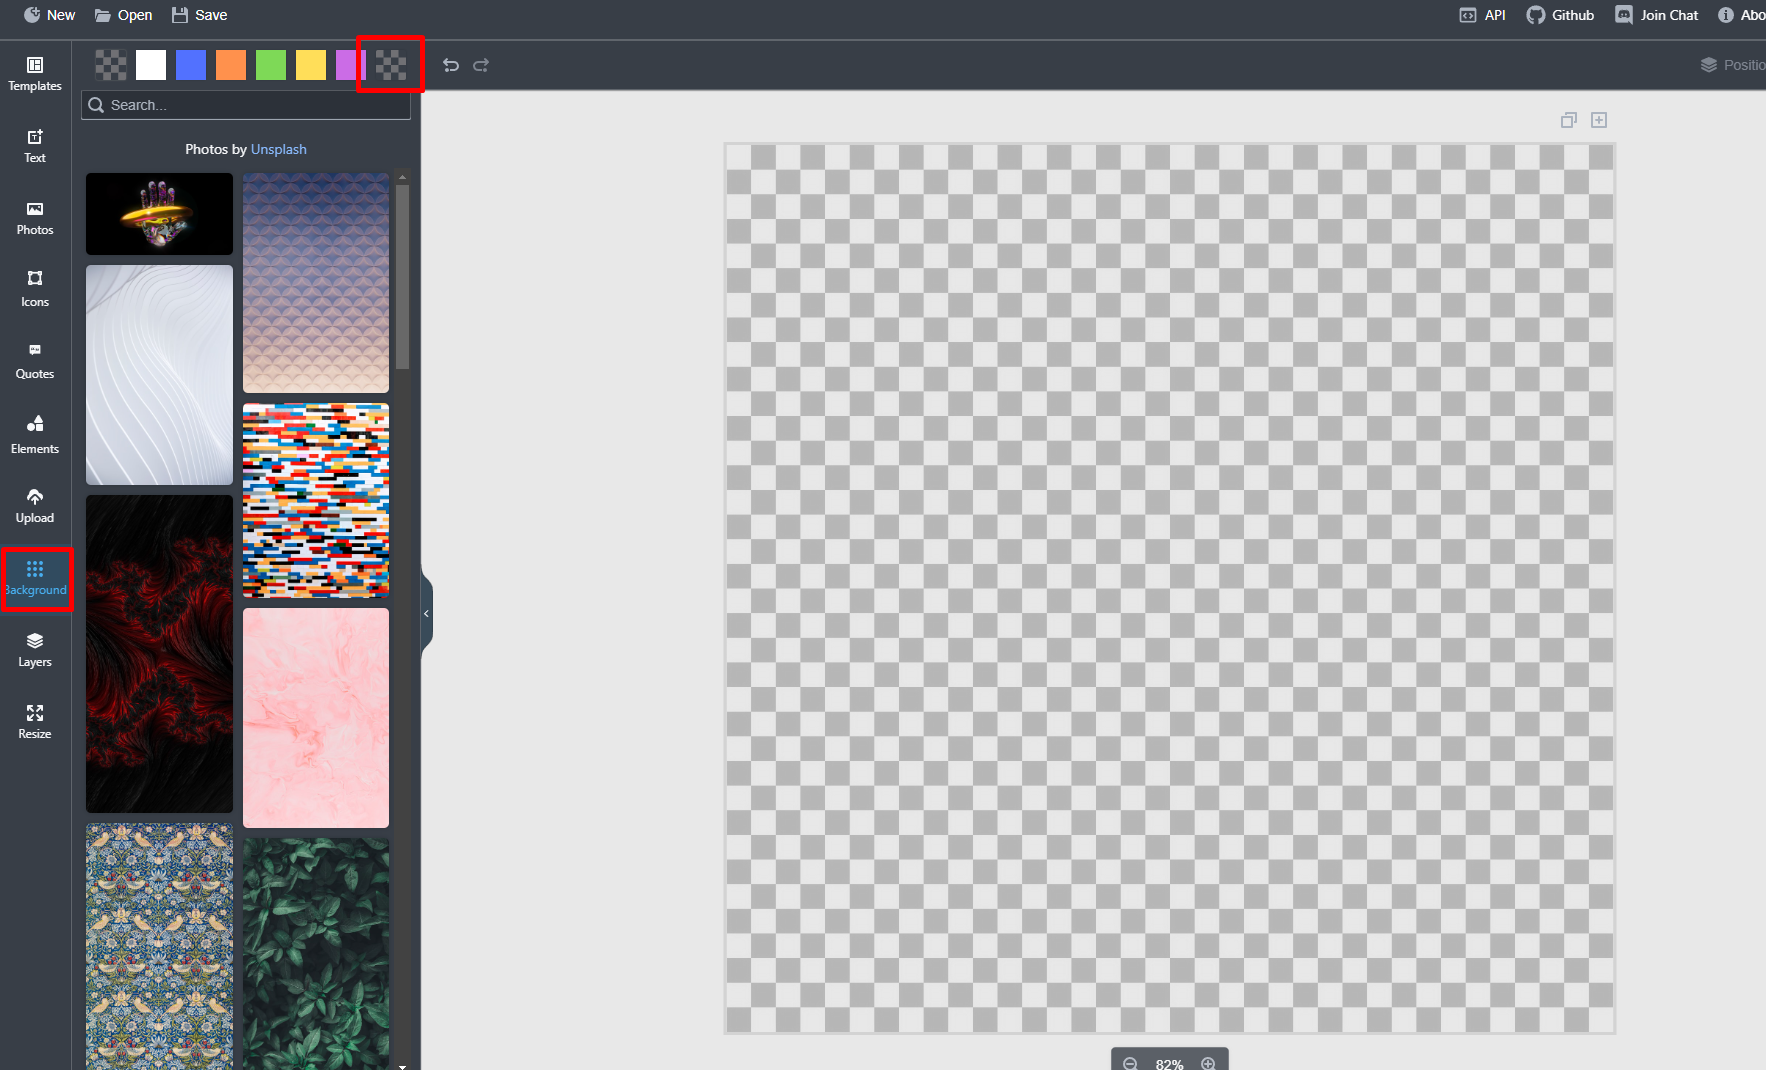 New Open Save API Github Join Chat Abo
Positio
Templates
Search...
Photos by Unsplash
Text
Photos
Icons
Quotes
Elements
Upload
Background
Layers
Resize
82%